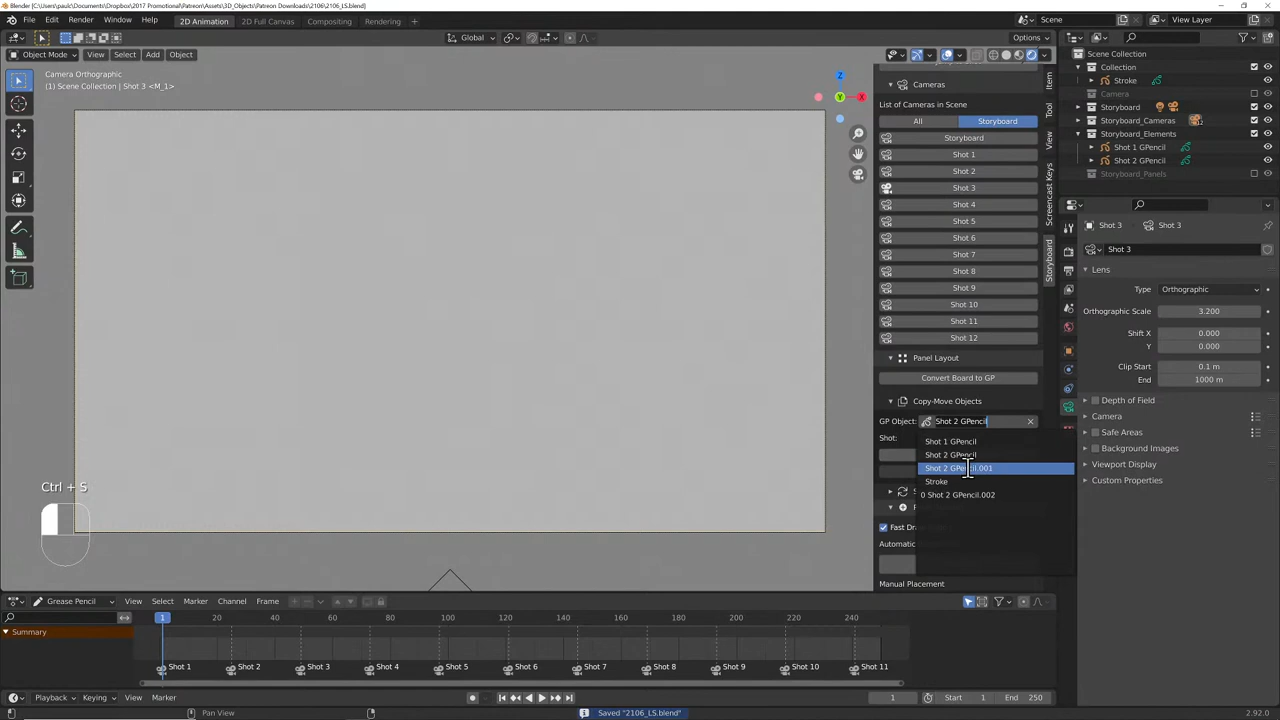 Blender [C:\Users\paulc\Documents\Dropbox\2017 Promotional\Patreon\Assets\3D_Objects\Patreon Downloads\2106\2106_LS.blend]
File Edit Render Window Help 2D Animation 2D Full Canvas Compositing Rendering + Scene View Layer
Global Options
Object Mode View Select Add Object
Camera Orthographic
(1) Scene Collection | Shot 3 <M_1>
Z
Y X
Ctrl + S
Cameras
List of Cameras in Scene
All Storyboard
Storyboard
Shot 1
Shot 2
Shot 3
Shot 4
Shot 5
Shot 6
Shot 7
Shot 8
Shot 9
Shot 10
Shot 11
Shot 12
Panel Layout
Convert Board to GP
Copy-Move Objects
GP Object: Shot 2 GPencil
Shot:
Shot 1 GPencil
Shot 2 GPencil
Shot 2 GPencil.001
Stroke
0 Shot 2 GPencil.002
Fast Dr
Automatic
Manual Placement
Item
Tool
View
Screencast Keys
Storyboard
Scene Collection
Collection
Stroke
Camera
Storyboard
Storyboard_Cameras
Storyboard_Elements
Shot 1 GPencil
Shot 2 GPencil
Storyboard_Panels
Shot 3 Shot 3
Shot 3
Lens
Type Orthographic
Orthographic Scale 3.200
Shift X 0.000
Y 0.000
Clip Start 0.1 m
End 1000 m
Depth of Field
Camera
Safe Areas
Background Images
Viewport Display
Custom Properties
Grease Pencil View Select Marker Channel Frame
1 20 40 60 80 100 120 140 160 180 200 220 240
Summary
Shot 1 Shot 2 Shot 3 Shot 4 Shot 5 Shot 6 Shot 7 Shot 8 Shot 9 Shot 10 Shot 11
Playback Keying View Marker 1 Start 1 End 250
Pan View Saved "2106_LS.blend" 2.92.0